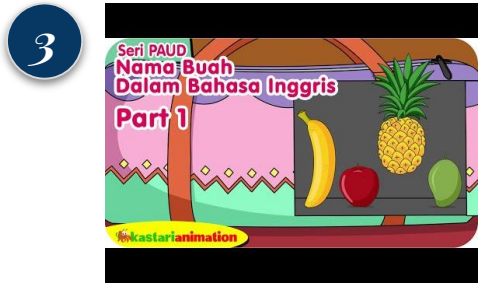 3
Seri PAUD
Nama Buah
Dalam Bahasa Inggris
Part 1
kastarianimation